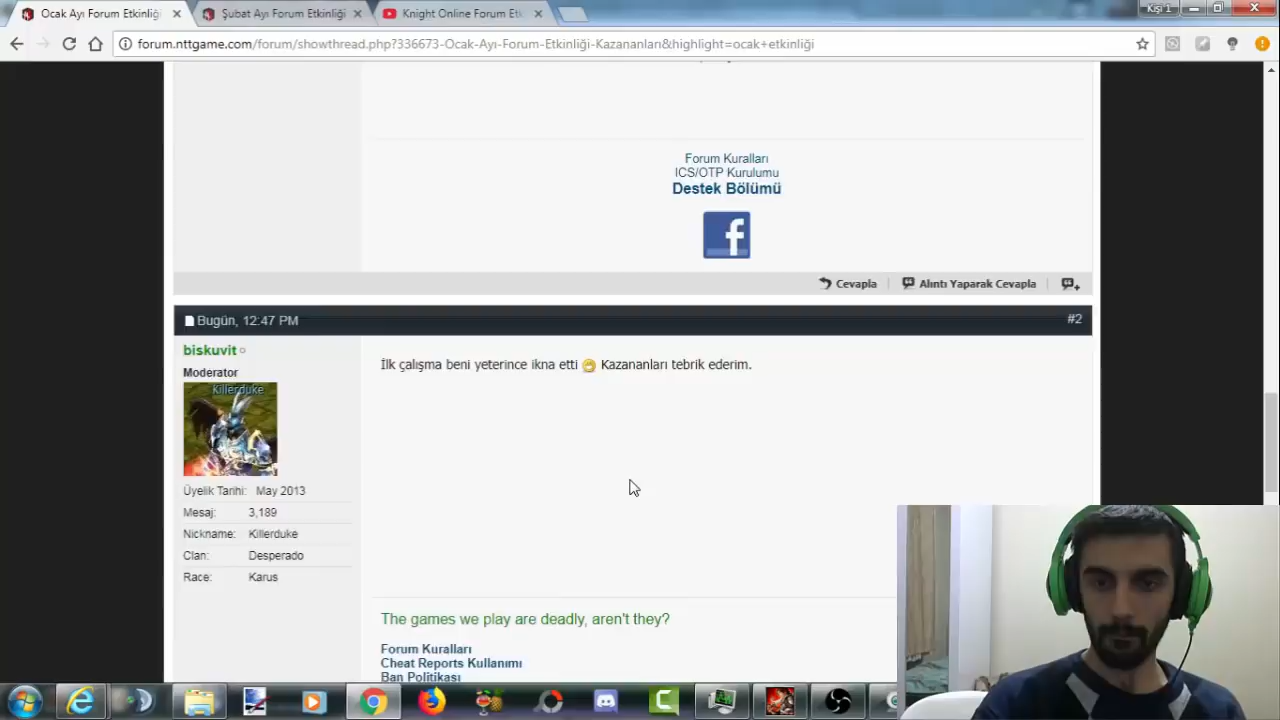 Ocak Ayı Forum Etkinliği
Şubat Ayı Forum Etkinliği
Knight Online Forum Etk
Kişi 1
forum.nttgame.com/forum/showthread.php?336673-Ocak-Ayı-Forum-Etkinliği-Kazananlan&highlight=ocak+etkinliği
Forum Kuralları
ICS/OTP Kurulumu
Destek Bölümü
Cevapla
Alıntı Yaparak Cevapla
Bugün, 12:47 PM
#2
biskuvit
Moderator
Killerduke
İlk çalışma beni yeterince ikna etti Kazananları tebrik ederim.
Üyelik Tarihi: May 2013
Mesaj: 3,189
Nickname: Killerduke
Clan: Desperado
Race: Karus
The games we play are deadly, aren't they?
Forum Kuralları
Cheat Reports Kullanımı
Ban Politikası